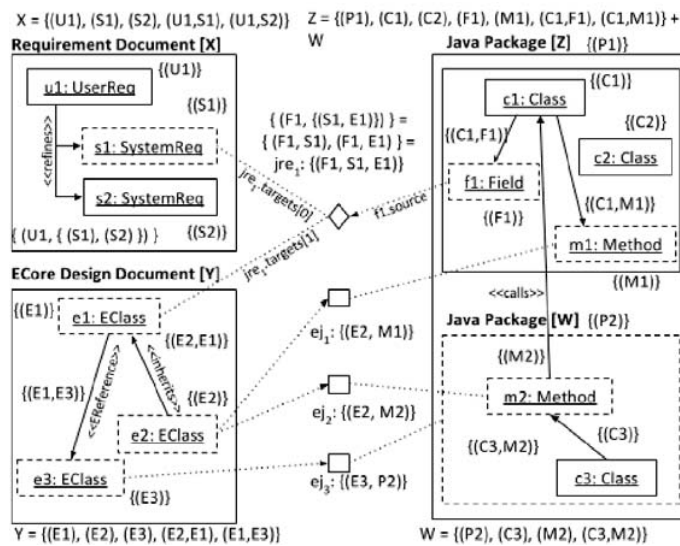 X = {(U1), (S1), (S2), (U1,S1), (U1,S2)}
Z = {(P1), (C1), (C2), (F1), (M1), (C1,F1), (C1,M1)} +
W
Requirement Document [X]
{(U1)}
u1: UserReq
{(S1)}
<<refines>>
s1: SystemReq
s2: SystemReq
{ (U1, { (S1), (S2) }) }
{(S2)}
{ (F1, {(S1, E1)}) } =
{ (F1, S1), (F1, E1) } =
jre1: {(F1, S1, E1)}
jre1.targets[0]
jre1.targets[1]
f1.source
Java Package [Z]
{(P1)}
{(C1)}
c1: Class
{(C1,F1)}
{(C2)}
c2: Class
f1: Field
{(F1)}
{(C1,M1)}
m1: Method
{(M1)}
<<calls>>
ECore Design Document [Y]
{(E1)}
e1: EClass
{(E2,E1)}
<<EReference>>
<<inherits>>
{(E1,E3)}
{(E2)}
e2: EClass
e3: EClass
{(E3)}
ej1: {(E2, M1)}
ej2: {(E2, M2)}
ej3: {(E3, P2)}
Java Package [W]
{(P2)}
{(M2)}
m2: Method
{(C3,M2)}
{(C3)}
c3: Class
Y = {(E1), (E2), (E3), (E2,E1), (E1,E3)}
W = {(P2), (C3), (M2), (C3,M2)}